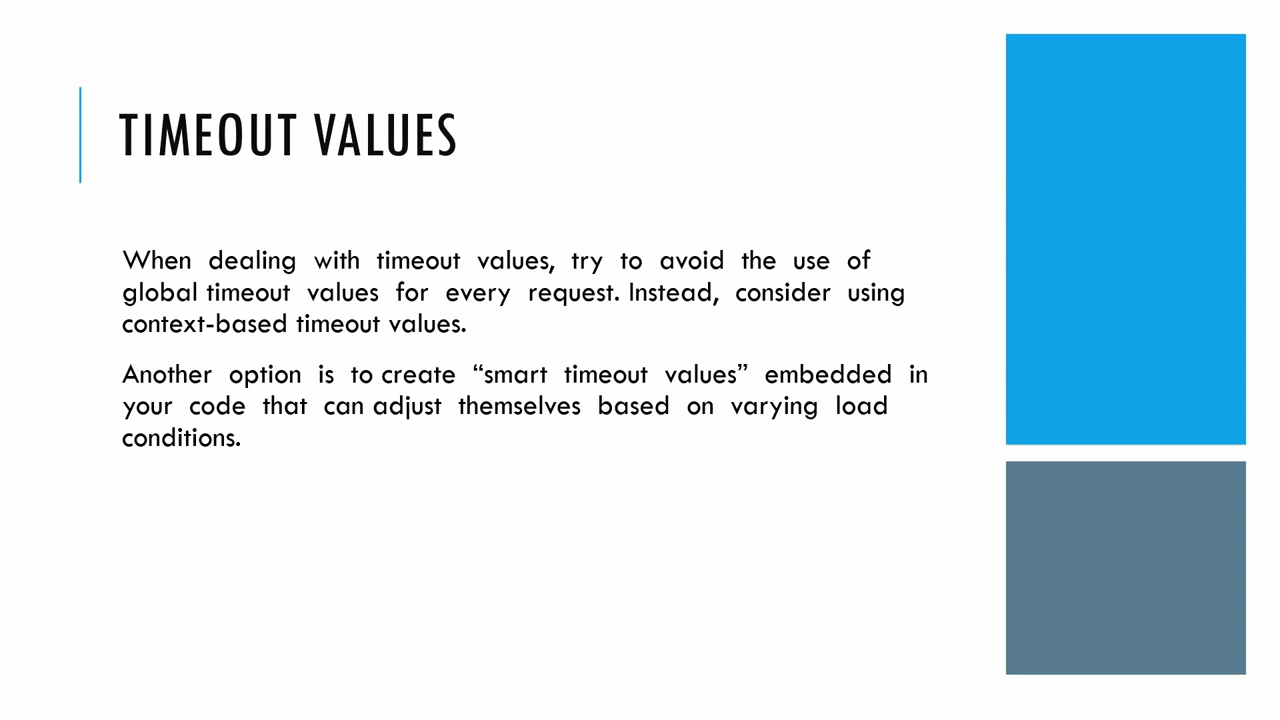 TIMEOUT VALUES
When dealing with timeout values, try to avoid the use of
global timeout values for every request. Instead, consider using
context-based timeout values.
Another option is to create “smart timeout values” embedded in
your code that can adjust themselves based on varying load
conditions.